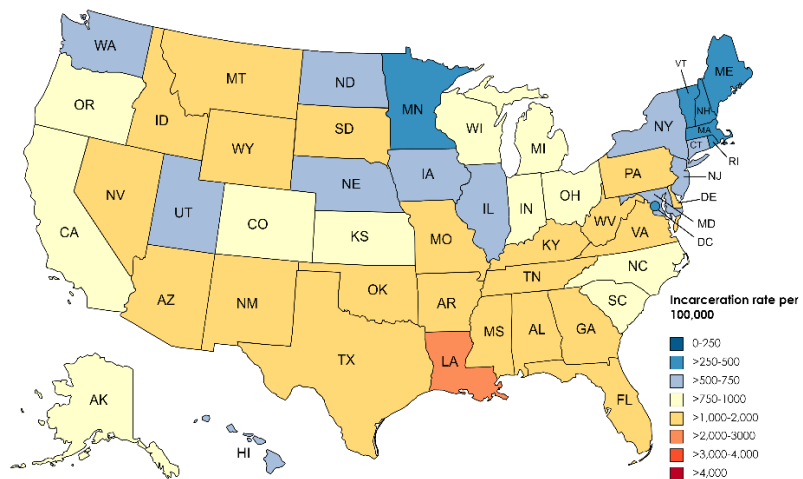 WA
MT
ND
MN
VT
ME
OR
ID
SD
WI
MI
NH
MA
NY
CT
RI
WY
NE
IA
PA
NJ
NV
UT
CO
KS
IL
IN
OH
DE
CA
MO
KY
WV
VA
MD
DC
AZ
NM
OK
AR
TN
NC
SC
TX
LA
MS
AL
GA
FL
AK
HI
Incarceration rate per
100,000
0-250
>250-500
>500-750
>750-1000
>1,000-2,000
>2,000-3000
>3,000-4,000
>4,000